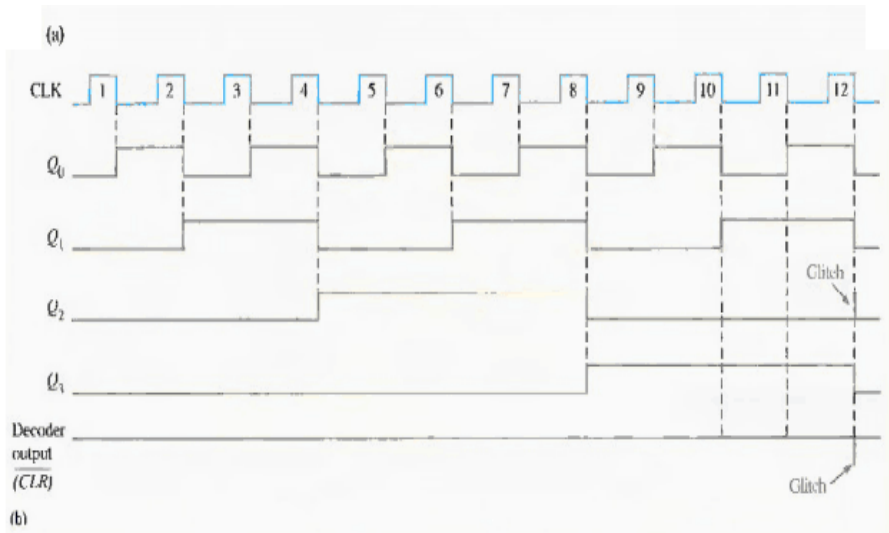 (a)
CLK 1 2 3 4 5 6 7 8 9 10 11 12
Q0
Q1
Glitch
Q2
Q3
Decoder
output
(CLR)
Glitch
(b)